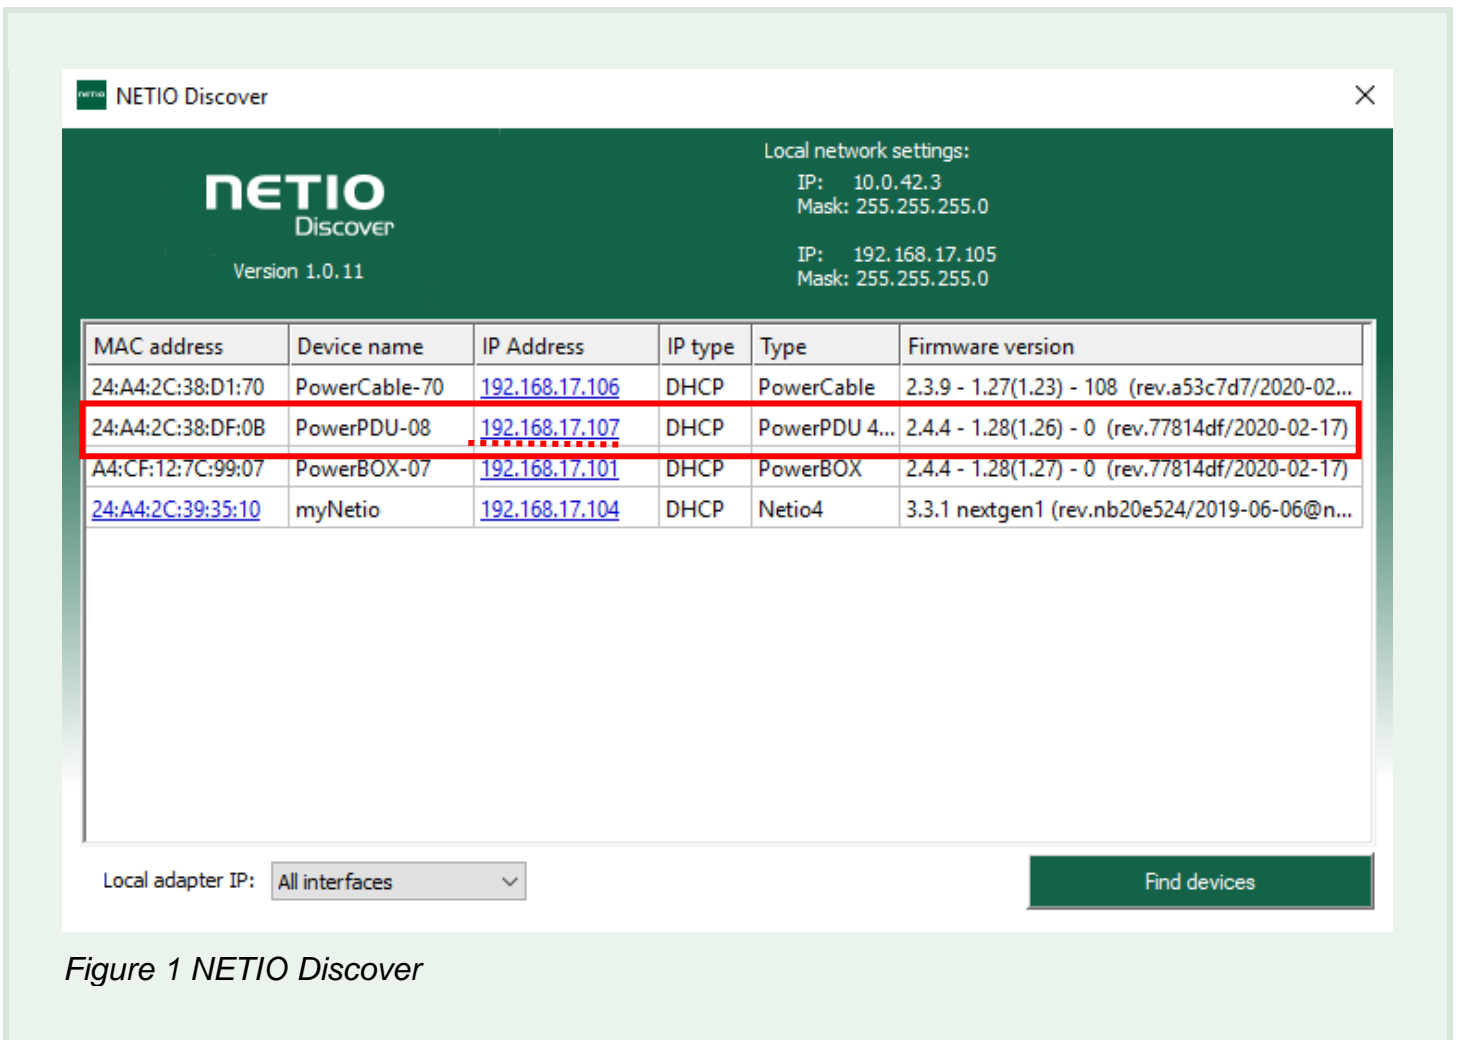 NETIO NETIO Discover
NETIO
Discover
Version 1.0.11
Local network settings:
IP: 10.0.42.3
Mask: 255.255.255.0
IP: 192.168.17.105
Mask: 255.255.255.0
MAC address Device name IP Address IP type Type Firmware version
24:A4:2C:38:D1:70 PowerCable-70 192.168.17.106 DHCP PowerCable 2.3.9 - 1.27(1.23) - 108 (rev.a53c7d7/2020-02...
24:A4:2C:38:DF:0B PowerPDU-08 192.168.17.107 DHCP PowerPDU 4... 2.4.4 - 1.28(1.26) - 0 (rev.77814df/2020-02-17)
A4:CF:12:7C:99:07 PowerBOX-07 192.168.17.101 DHCP PowerBOX 2.4.4 - 1.28(1.27) - 0 (rev.77814df/2020-02-17)
24:A4:2C:39:35:10 myNetio 192.168.17.104 DHCP Netio4 3.3.1 nextgen1 (rev.nb20e524/2019-06-06@n...
Local adapter IP: All interfaces
Find devices
Figure 1 NETIO Discover